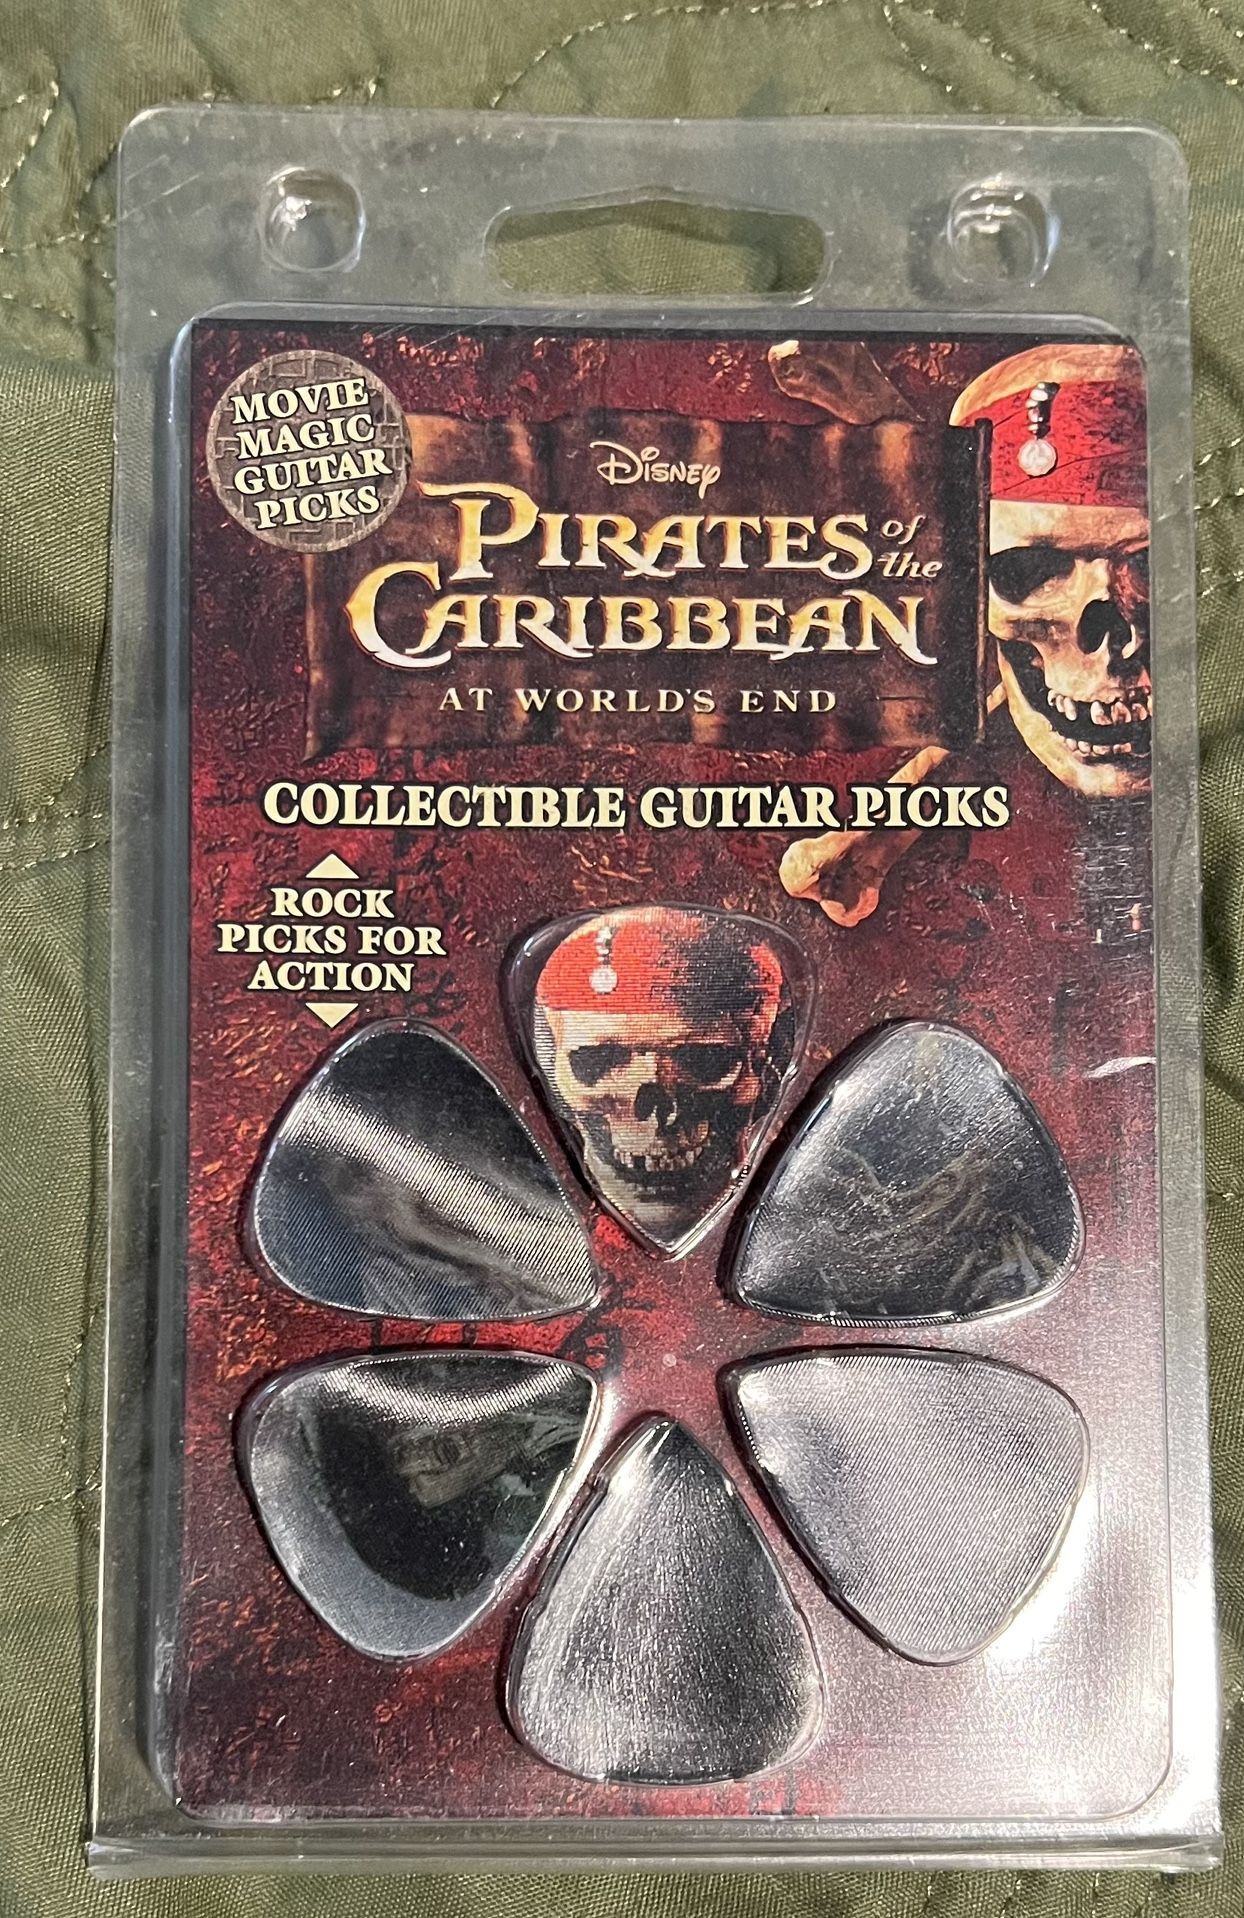 MOVIE
MAGIC
GUITAR
PICKS
Disney
PIRATES of the
CARIBBEAN
AT WORLD'S END
COLLECTIBLE GUITAR PICKS
ROCK
PICKS FOR
ACTION